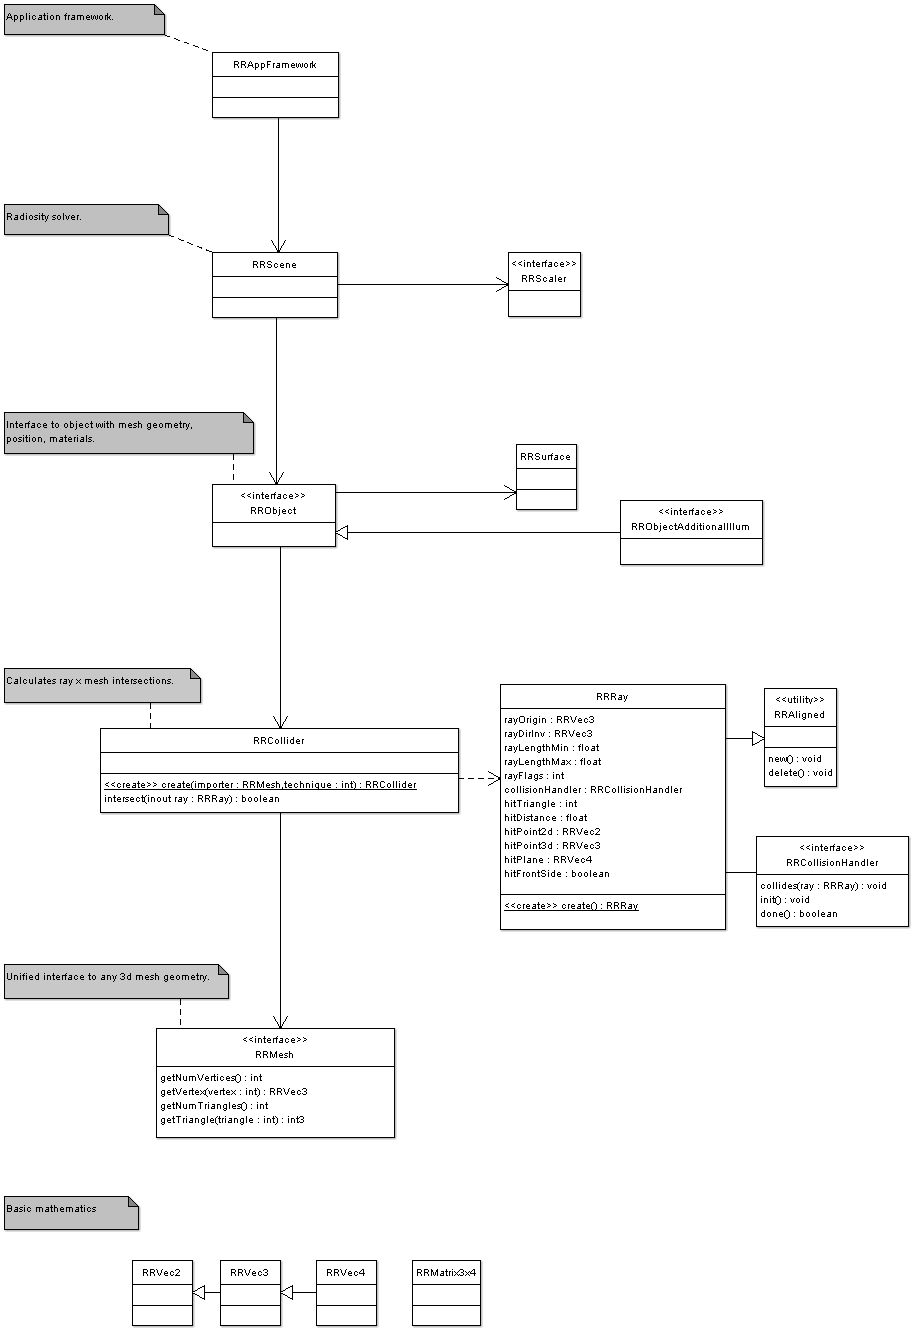 Application framework.
RRAppFramework
Radiosity solver.
RRScene
<<interface>>
RRScaler
Interface to object with mesh geometry,
position, materials.
RRSurface
<<interface>>
RRObject
<<interface>>
RRObjectAdditionalIllum
Calculates ray x mesh intersections.
RRCollider
<<create>> create(importer : RRMesh,technique : int) : RRCollider
intersect(inout ray : RRRay) : boolean
RRRay
rayOrigin : RRVec3
rayDirInv : RRVec3
rayLengthMin : float
rayLengthMax : float
rayFlags : int
collisionHandler : RRCollisionHandler
hitTriangle : int
hitDistance : float
hitPoint2d : RRVec2
hitPoint3d : RRVec3
hitPlane : RRVec4
hitFrontSide : boolean
<<create>> create() : RRRay
<<utility>>
RRAligned
new() : void
delete() : void
<<interface>>
RRCollisionHandler
collides(ray : RRRay) : void
init() : void
done() : boolean
Unified interface to any 3d mesh geometry.
<<interface>>
RRMesh
getNumVertices() : int
getVertex(vertex : int) : RRVec3
getNumTriangles() : int
getTriangle(triangle : int) : int3
Basic mathematics
RRVec2
RRVec3
RRVec4
RRMatrix3x4